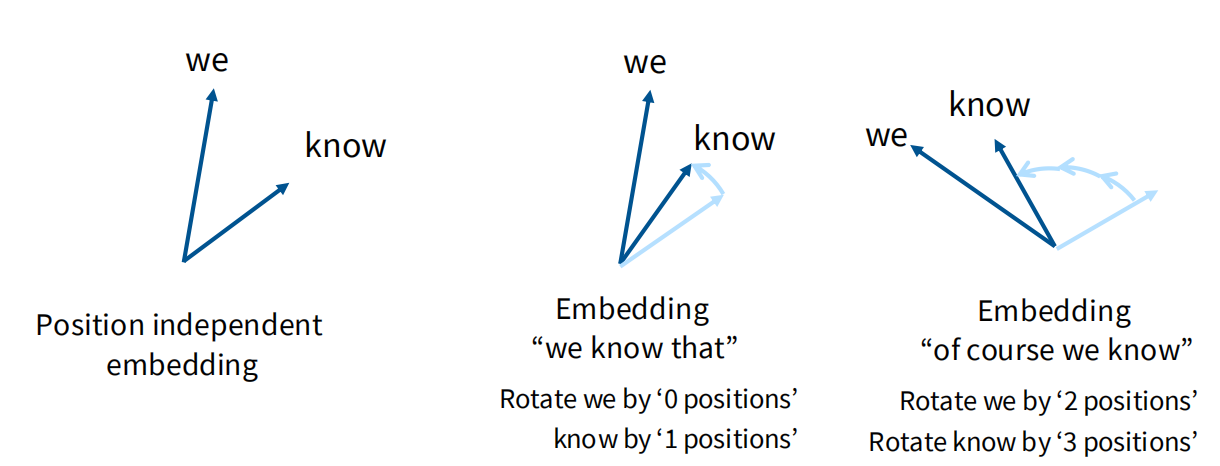 we
know
Position independent
embedding
we
know
Embedding
“we know that”
Rotate we by ‘0 positions’
know by ‘1 positions’
know
we
Embedding
“of course we know”
Rotate we by ‘2 positions’
Rotate know by ‘3 positions’